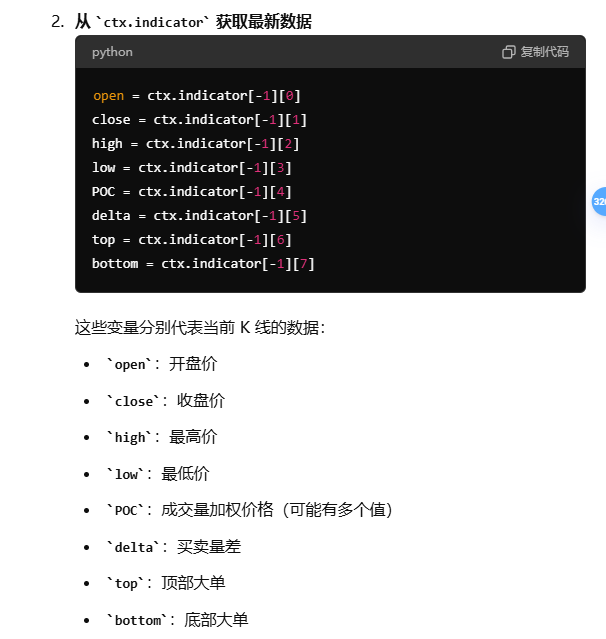 2. 从 `ctx.indicator` 获取最新数据
python 复制代码
open = ctx.indicator[-1][0]
close = ctx.indicator[-1][1]
high = ctx.indicator[-1][2]
low = ctx.indicator[-1][3]
POC = ctx.indicator[-1][4]
delta = ctx.indicator[-1][5]
top = ctx.indicator[-1][6]
bottom = ctx.indicator[-1][7]
320
这些变量分别代表当前 K 线的数据：
• `open`：开盘价
• `close`：收盘价
• `high`：最高价
• `low`：最低价
• `POC`：成交量加权价格（可能有多个值）
• `delta`：买卖量差
• `top`：顶部大单
• `bottom`：底部大单